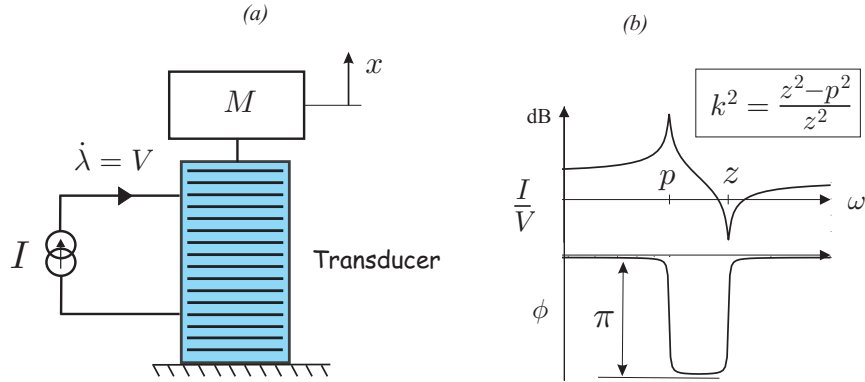 (a)
M
x
λ̇ = V
I
Transducer
(b)
k² = z²−p² / z²
dB
p
z
I/V
ω
ϕ
π